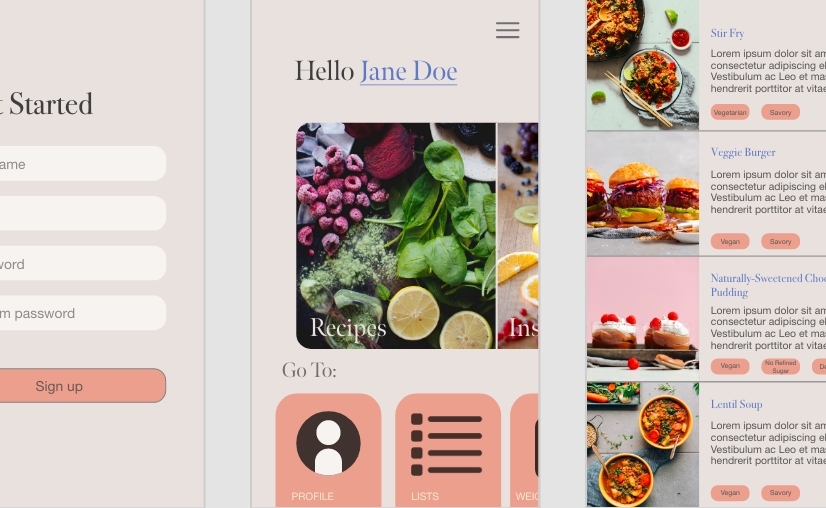 t Started
ame
word
m password
Sign up
Hello Jane Doe
Recipes
Ins
Go To:
PROFILE
LISTS
WEIG
Stir Fry
Lorem ipsum dolor sit am
consectetur adipiscing el
Vestibulum ac Leo et mas
hendrerit porttitor at vitae
Vegetarian
Savory
Veggie Burger
Lorem ipsum dolor sit am
consectetur adipiscing el
Vestibulum ac Leo et mas
hendrerit porttitor at vitae
Vegan
Savory
Naturally-Sweetened Choc
Pudding
Lorem ipsum dolor sit am
consectetur adipiscing el
Vestibulum ac Leo et mas
hendrerit porttitor at vitae
Vegan
No Refined
Sugar
De
Lentil Soup
Lorem ipsum dolor sit am
consectetur adipiscing el
Vestibulum ac Leo et mas
hendrerit porttitor at vitae
Vegan
Savory